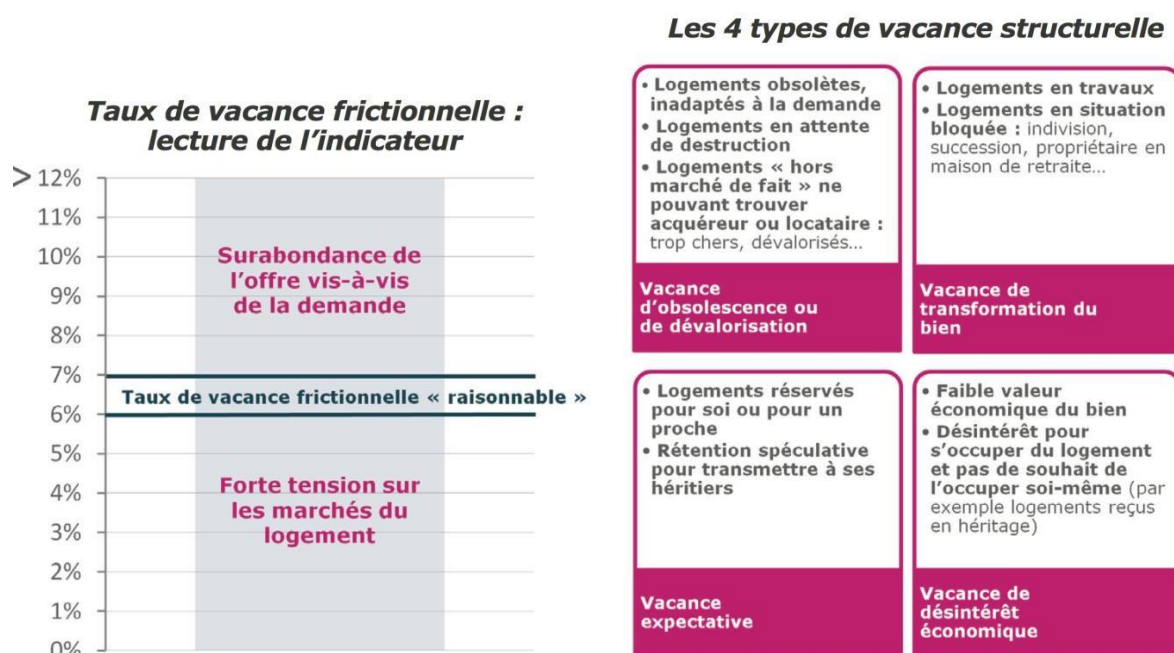 Taux de vacance frictionnelle :
lecture de l'indicateur
> 12%
11%
10%
9%
8%
7%
6%
5%
4%
3%
2%
1%
0%
Surabondance de
l'offre vis-à-vis
de la demande
Taux de vacance frictionnelle « raisonnable »
Forte tension sur
les marchés du
logement
Les 4 types de vacance structurelle
• Logements obsolètes,
inadaptés à la demande
• Logements en attente
de destruction
• Logements « hors
marché de fait » ne
pouvant trouver
acquéreur ou locataire :
trop chers, dévalorisés...
Vacance
d'obsolescence ou
de dévalorisation
• Logements en travaux
• Logements en situation
bloquée : indivision,
succession, propriétaire en
maison de retraite...
Vacance de
transformation du
bien
• Logements réservés
pour soi ou pour un
proche
• Rétention spéculative
pour transmettre à ses
héritiers
Vacance
expectative
• Faible valeur
économique du bien
• Désintérêt pour
s'occuper du logement
et pas de souhait de
l'occuper soi-même (par
exemple logements reçus
en héritage)
Vacance de
désintérêt
économique